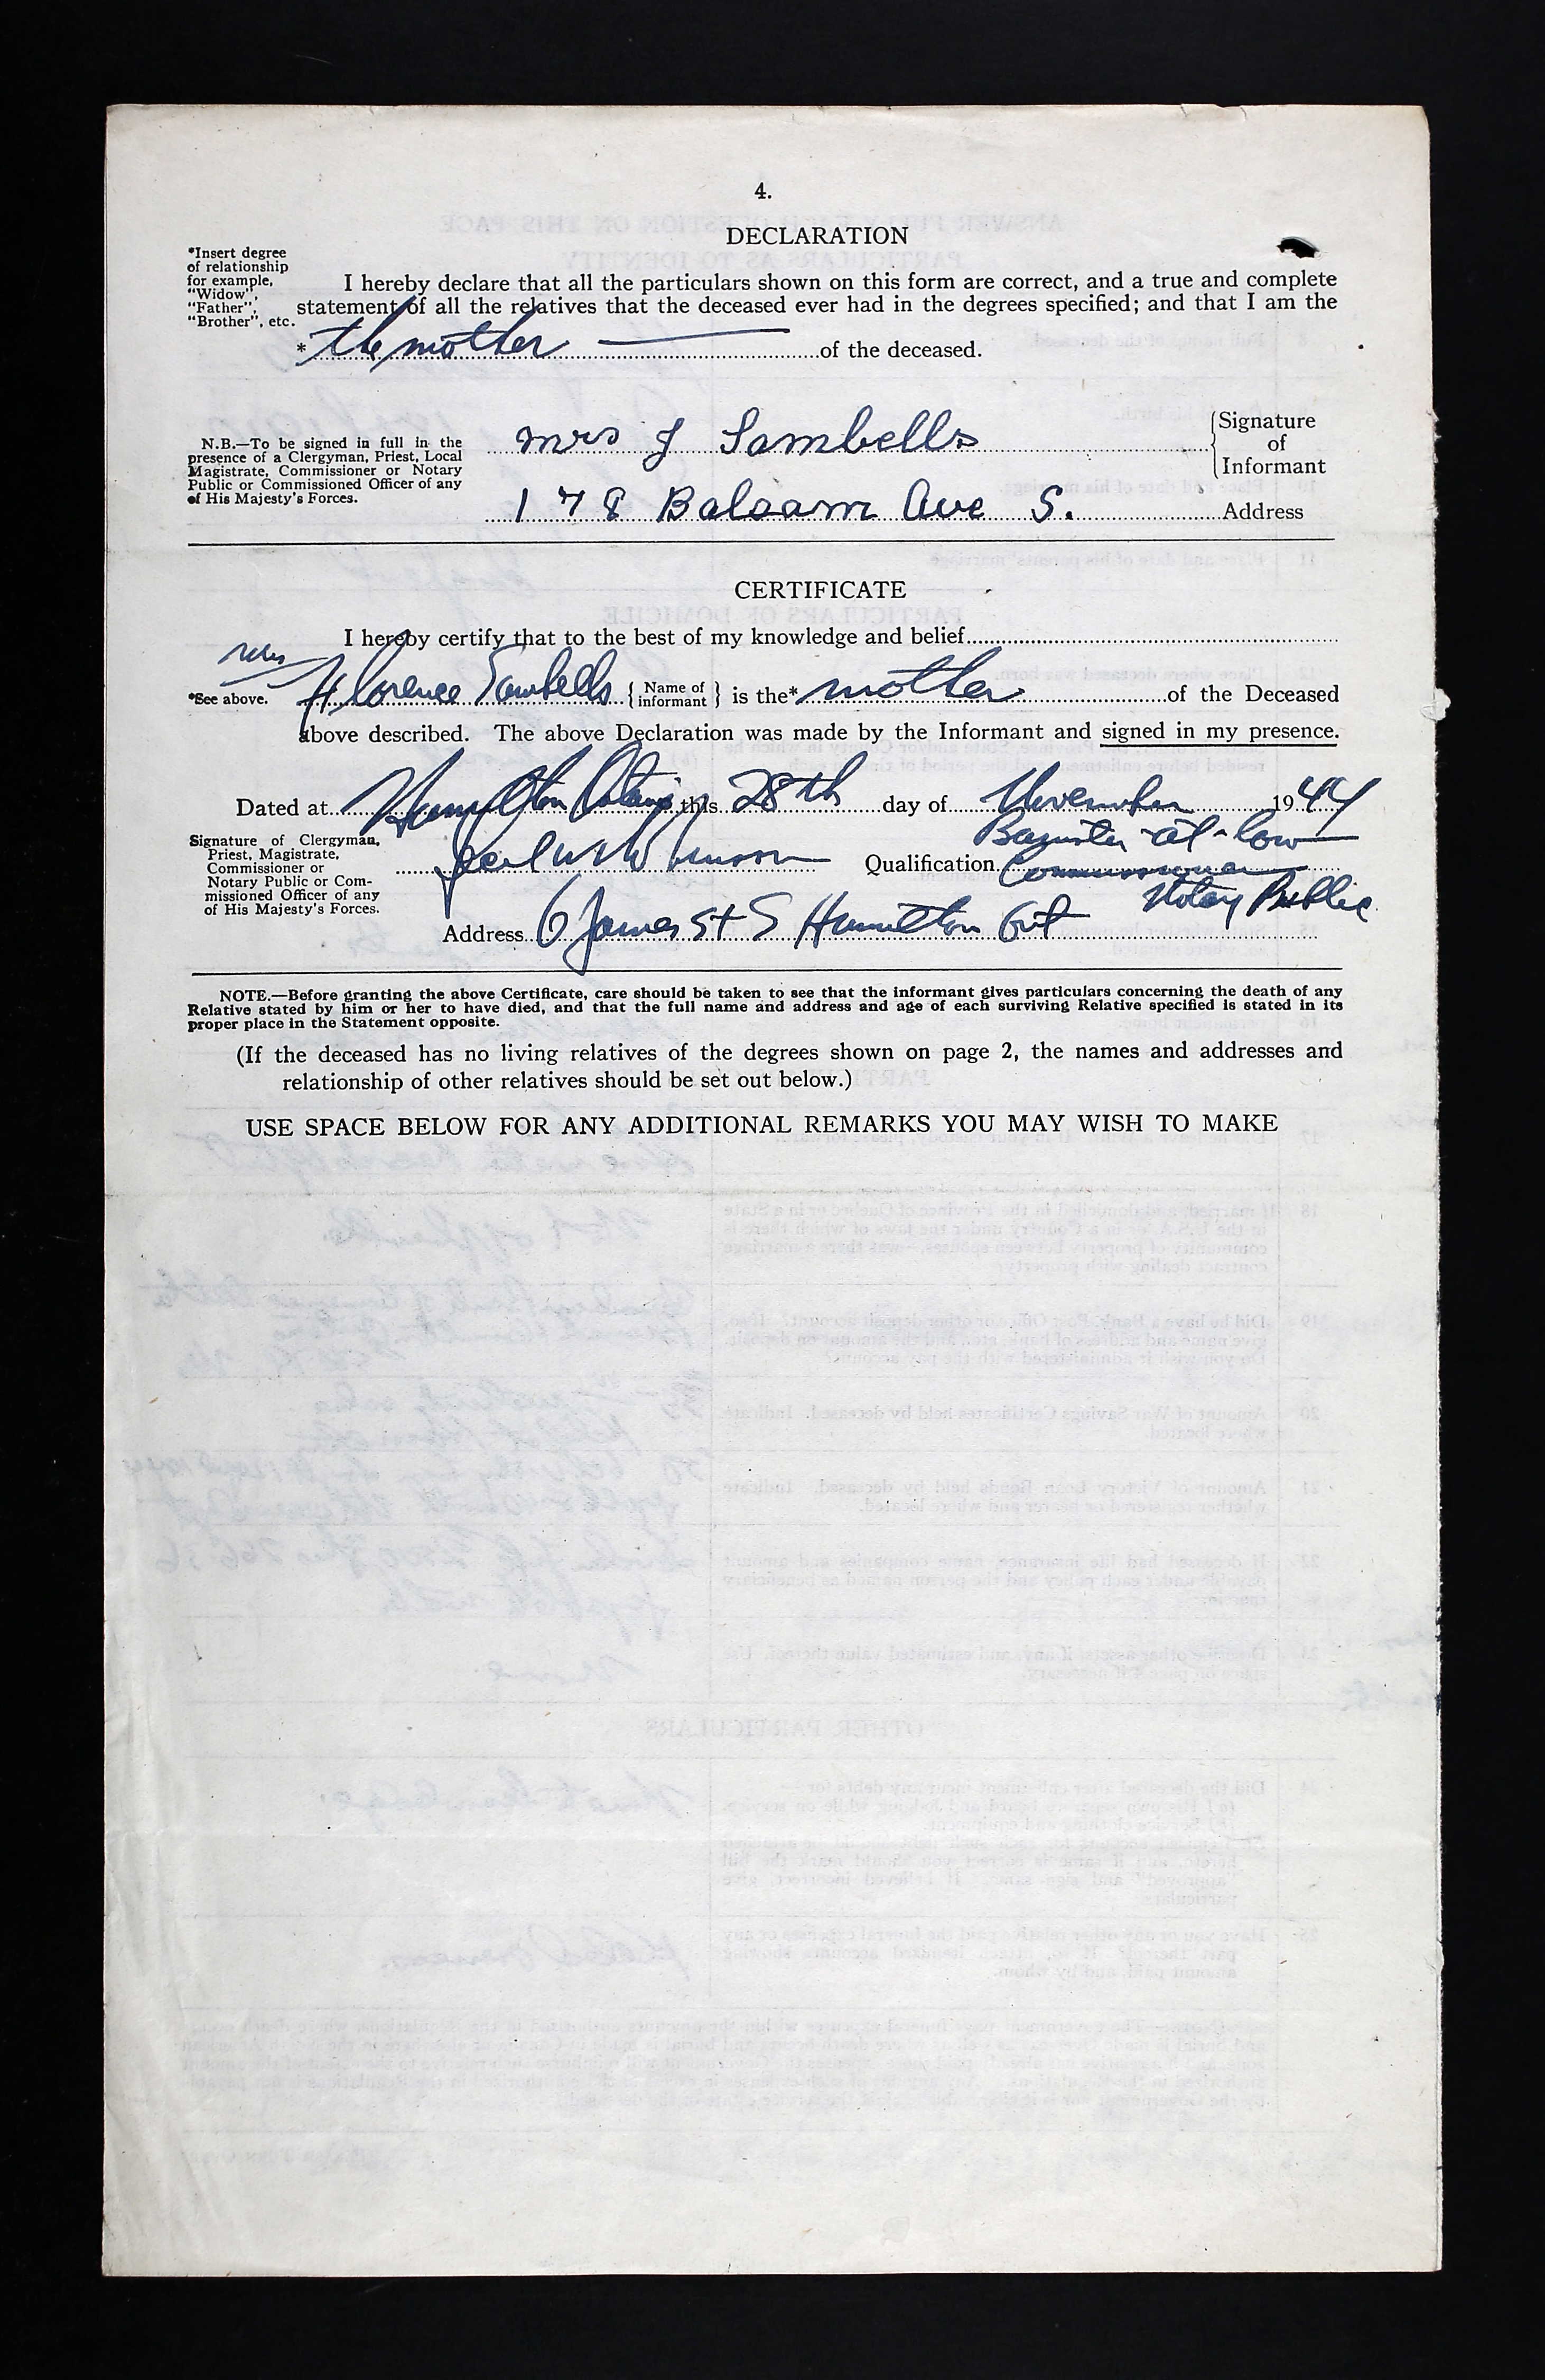 4.
DECLARATION
*Insert degree
of relationship
for example,
"Widow",
"Father",
"Brother", etc.
I hereby declare that all the particulars shown on this form are correct, and a true and complete
statement of all the relatives that the deceased ever had in the degrees specified; and that I am the
* the mother of the deceased.
N.B.—To be signed in full in the
presence of a Clergyman, Priest, Local
Magistrate, Commissioner or Notary
Public or Commissioned Officer of any
of His Majesty's Forces.
Mrs J Sambells
Signature
of
Informant
178 Balsam Ave S. Address
CERTIFICATE
I hereby certify that to the best of my knowledge and belief
Mrs
*See above. Florence Sambells {Name of informant} is the* mother of the Deceased
above described. The above Declaration was made by the Informant and signed in my presence.
Dated at Hamilton Ontario this 28th day of November 1944
Signature of Clergyman,
Priest, Magistrate,
Commissioner or
Notary Public or Com-
missioned Officer of any
of His Majesty's Forces.
Barrister-at-law
Qualification Commissioner
Notary Public
Address 6 James St S Hamilton Ont
NOTE.—Before granting the above Certificate, care should be taken to see that the informant gives particulars concerning the death of any
Relative stated by him or her to have died, and that the full name and address and age of each surviving Relative specified is stated in its
proper place in the Statement opposite.
(If the deceased has no living relatives of the degrees shown on page 2, the names and addresses and
relationship of other relatives should be set out below.)
USE SPACE BELOW FOR ANY ADDITIONAL REMARKS YOU MAY WISH TO MAKE